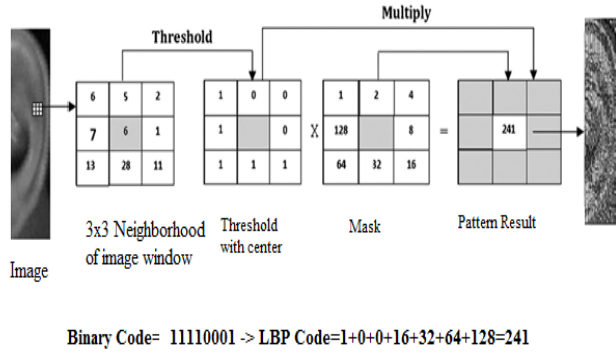 Multiply
Threshold
6 5 2
7 6 1
13 28 11
1 0 0
1 0
1 1 1
X
1 2 4
128 8
64 32 16
=
241
3x3 Neighborhood
of image window
Threshold
with center
Mask
Pattern Result
Image
Binary Code= 11110001 -> LBP Code=1+0+0+16+32+64+128=241